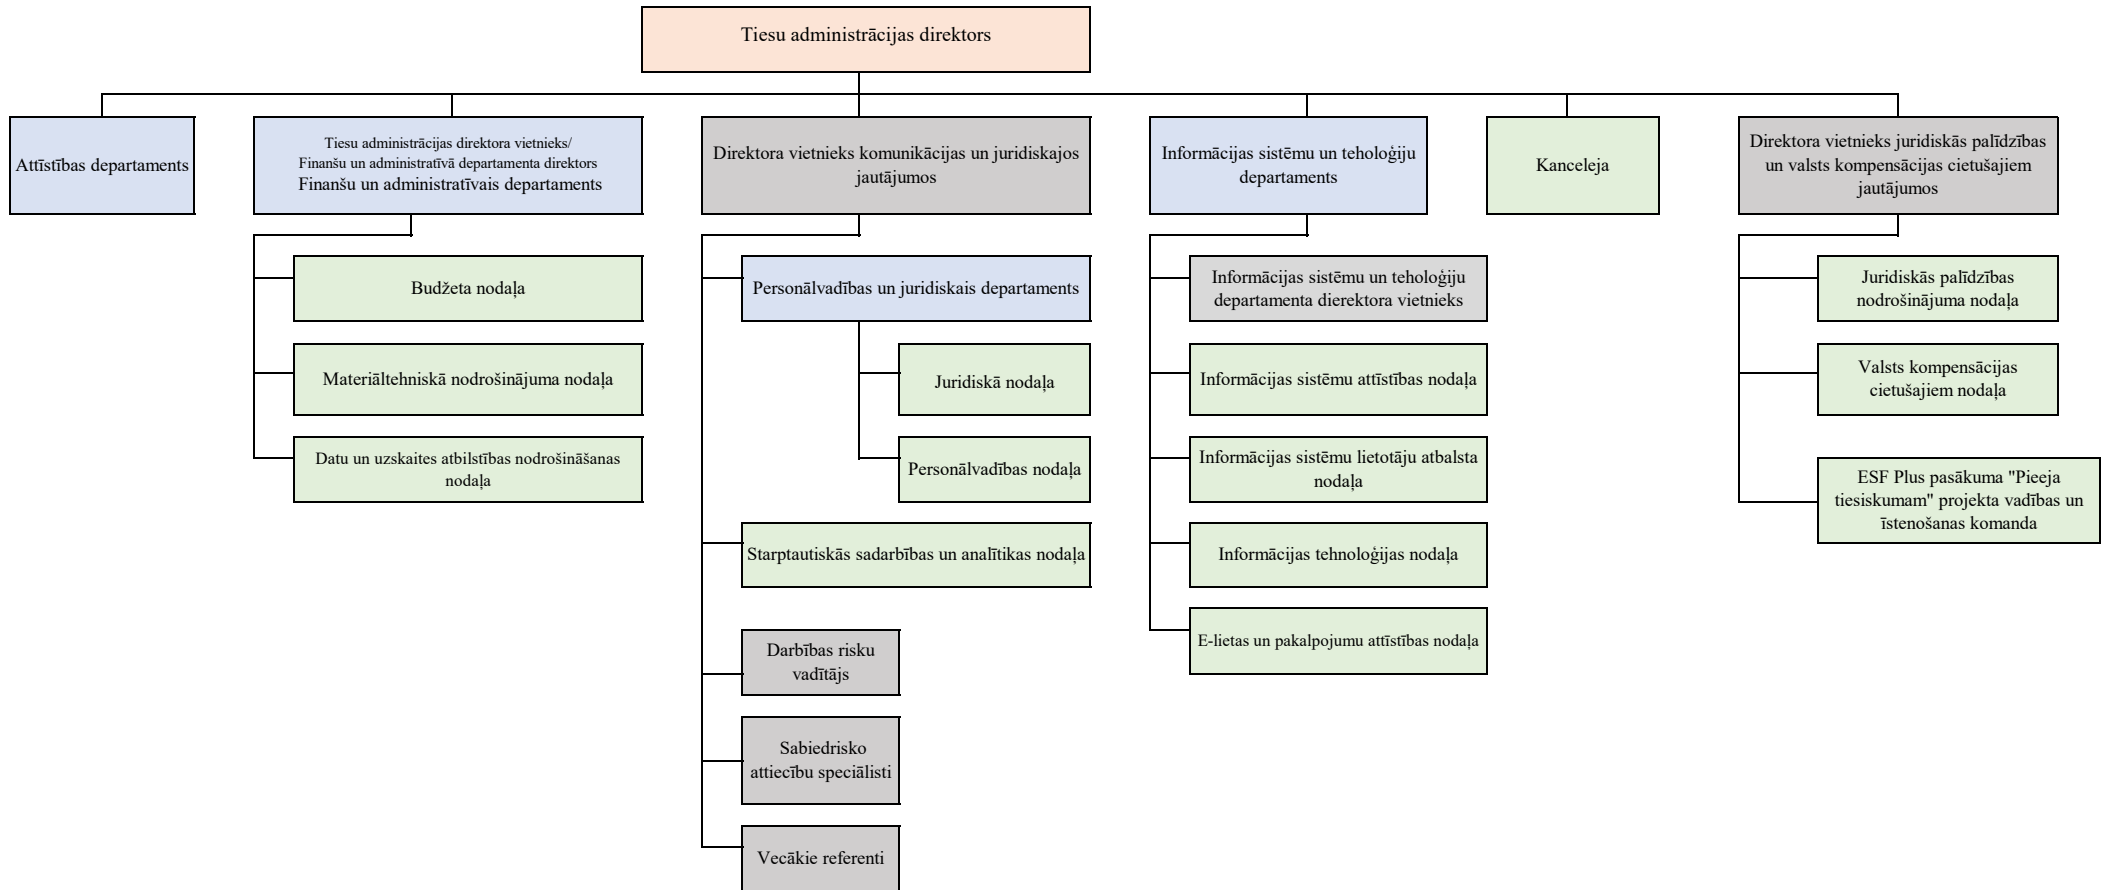 Tiesu administrācijas direktors
Attīstības departaments
Tiesu administrācijas direktora vietnieks/
Finanšu un administratīvā departamenta direktors
Finanšu un administratīvais departaments
Direktora vietnieks komunikācijas un juridiskajos
jautājumos
Informācijas sistēmu un teholoģiju
departaments
Kanceleja
Direktora vietnieks juridiskās palīdzības
un valsts kompensācijas cietušajiem
jautājumos
Budžeta nodaļa
Materiāltehniskā nodrošinājuma nodaļa
Datu un uzskaites atbilstības nodrošināšanas
nodaļa
Personālvadības un juridiskais departaments
Juridiskā nodaļa
Personālvadības nodaļa
Starptautiskās sadarbības un analītikas nodaļa
Darbības risku
vadītājs
Sabiedrisko
attiecību speciālisti
Vecākie referenti
Informācijas sistēmu un teholoģiju
departamenta dierektora vietnieks
Informācijas sistēmu attīstības nodaļa
Informācijas sistēmu lietotāju atbalsta
nodaļa
Informācijas tehnoloģijas nodaļa
E-lietas un pakalpojumu attīstības nodaļa
Juridiskās palīdzības
nodrošinājuma nodaļa
Valsts kompensācijas
cietušajiem nodaļa
ESF Plus pasākuma "Pieeja
tiesiskumam" projekta vadības un
īstenošanas komanda